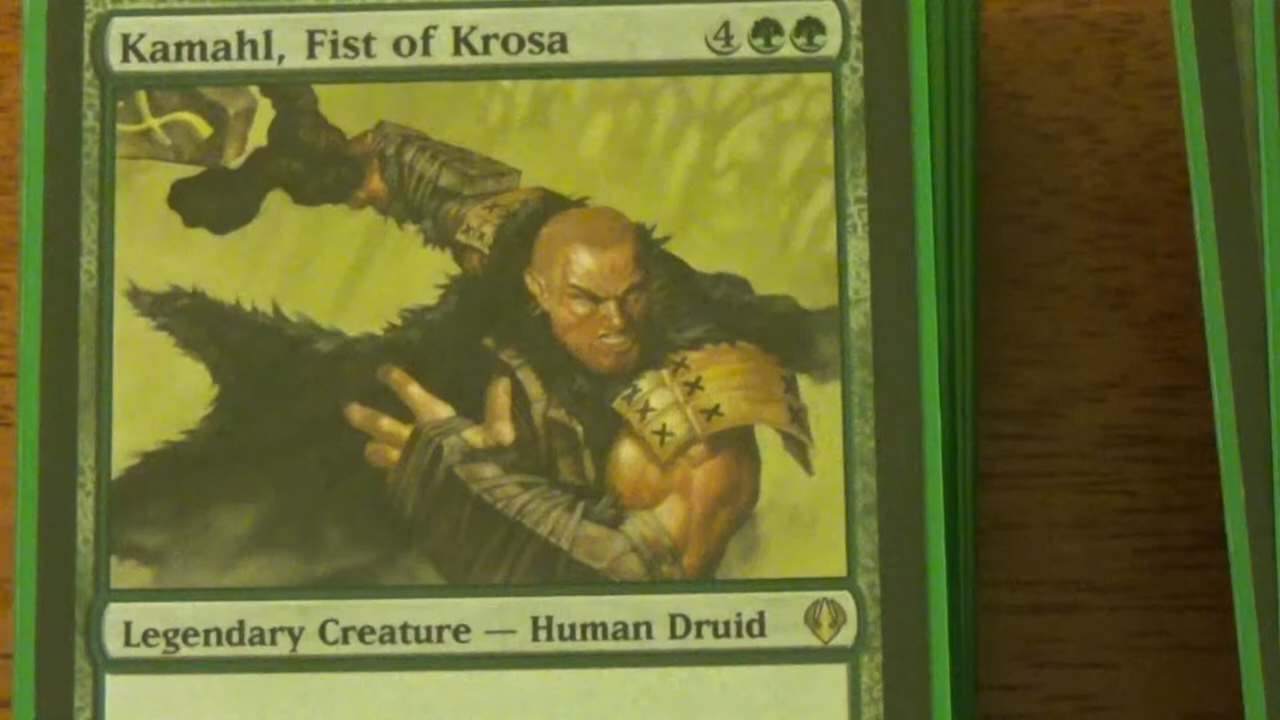 Kamahl, Fist of Krosa 4
Legendary Creature — Human Druid